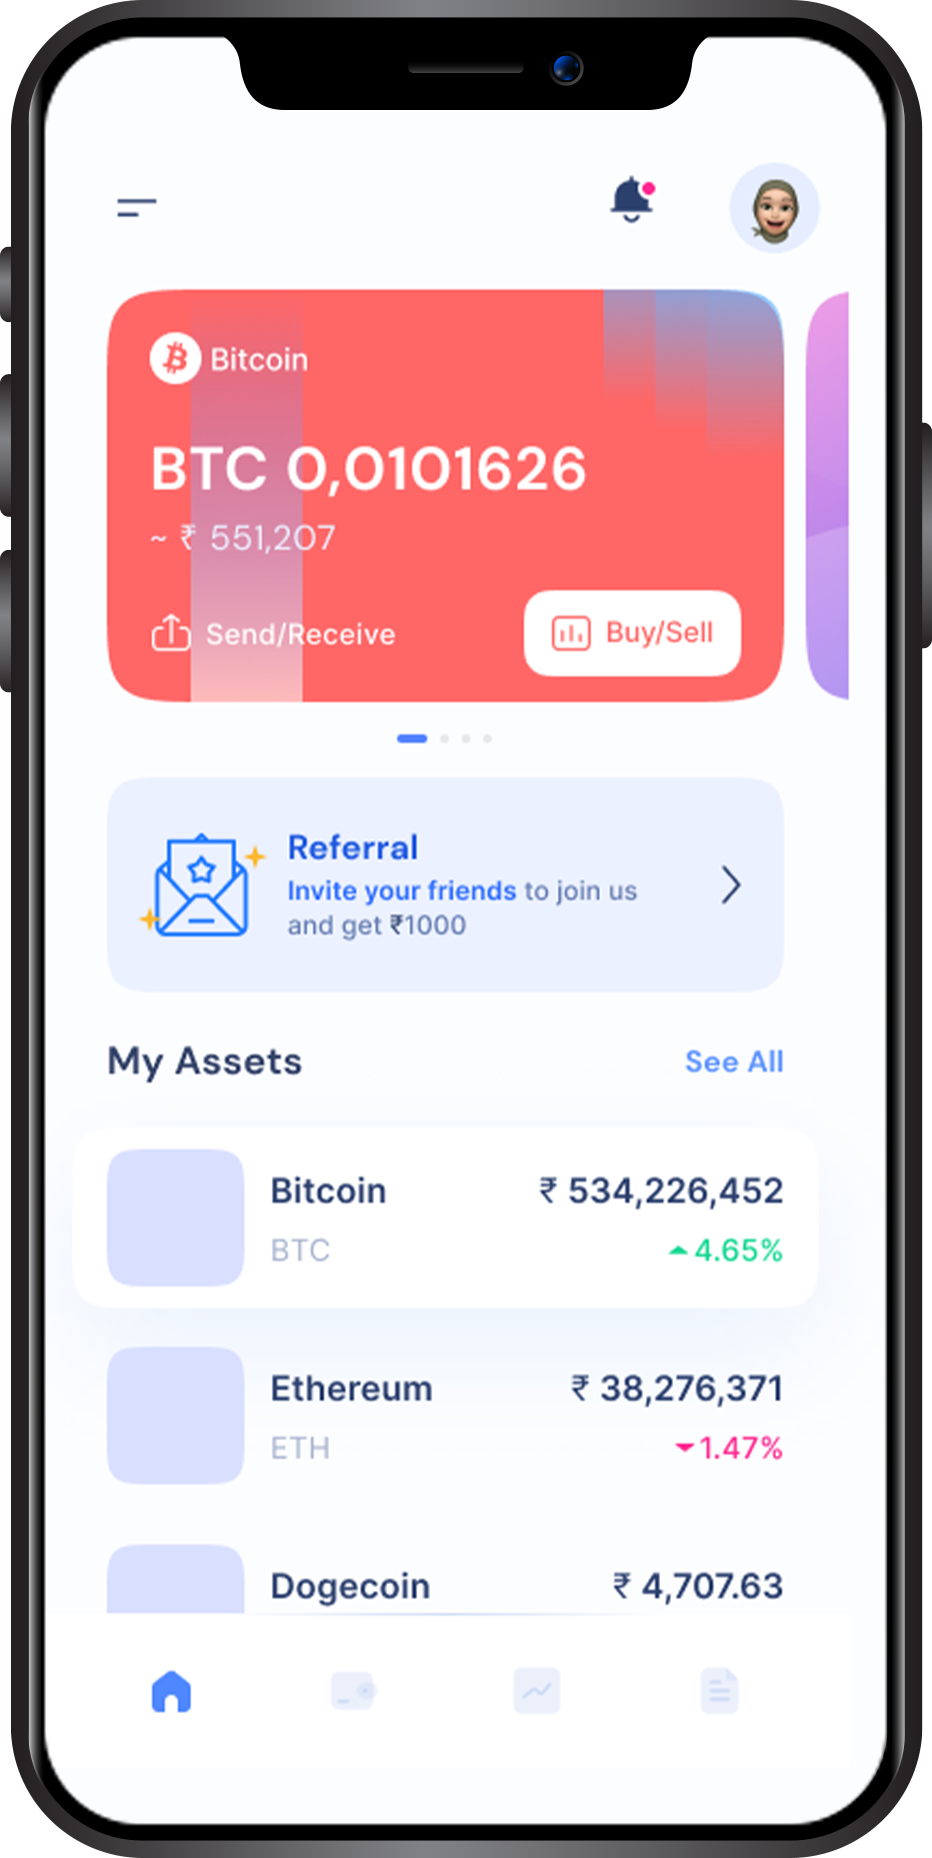 Bitcoin
BTC 0,0101626
~ ₹ 551,207
Send/Receive
Buy/Sell
Referral
Invite your friends to join us
and get ₹1000
My Assets
See All
Bitcoin
₹ 534,226,452
BTC
4.65%
Ethereum
₹ 38,276,371
ETH
1.47%
Dogecoin
₹ 4,707.63